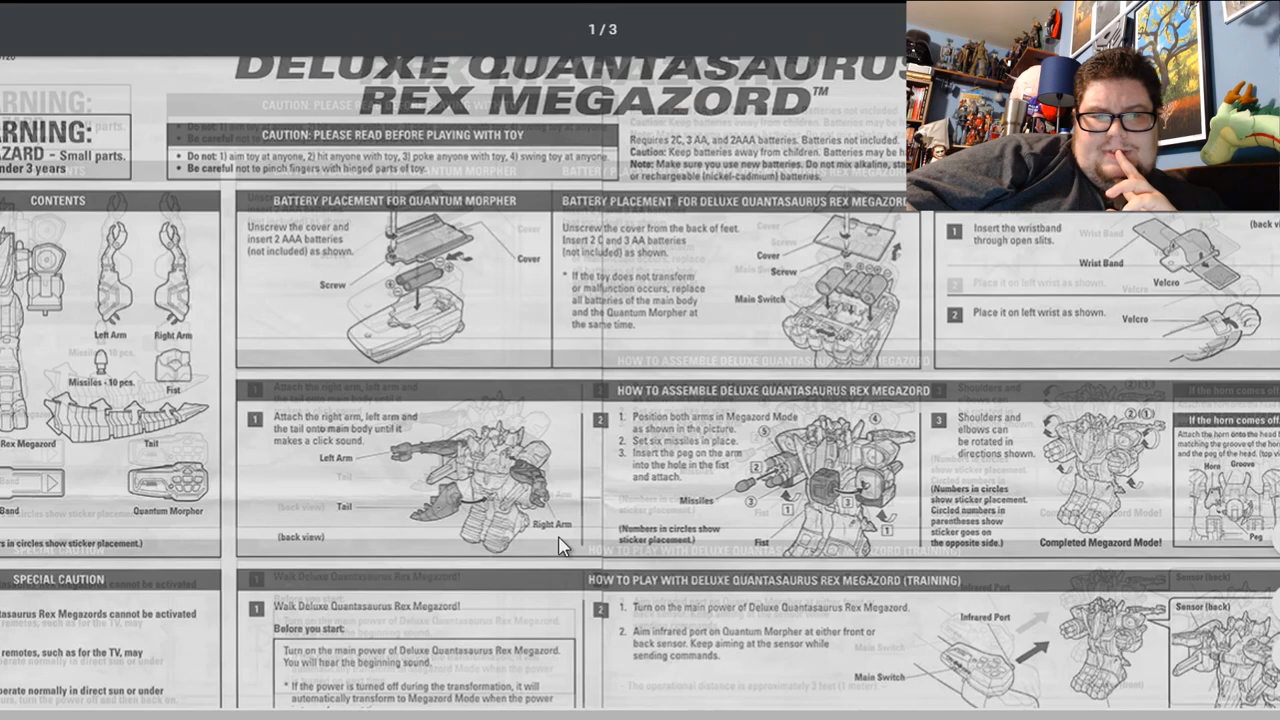 1 / 3
DELUXE QUANTASAURUS
REX MEGAZORD™
CAUTION: PLEASE READ BEFORE PLAYING WITH TOY
• Do not: 1) aim toy at anyone, 2) hit anyone with toy, 3) poke anyone with toy, 4) swing toy at anyone.
• Be careful not to pinch fingers with hinged parts of toy.
Requires 2C, 3 AA, and 2AAA batteries. Batteries not included.
Caution: Keep batteries away from children. Batteries may be h
Note: Make sure you use new batteries. Do not mix alkaline, sta
or rechargeable (nickel-cadmium) batteries.
RNING:
ZARD - Small parts.
nder 3 years
CONTENTS
Left Arm
Right Arm
Missiles - 10 pcs.
Fist
Rex Megazord
Tail
Band
Quantum Morpher
rs in circles show sticker placement.)
BATTERY PLACEMENT FOR QUANTUM MORPHER
Unscrew the cover and
insert 2 AAA batteries
(not included) as shown.
Cover
Screw
BATTERY PLACEMENT FOR DELUXE QUANTASAURUS REX MEGAZORD
Unscrew the cover from the back of feet.
Insert 2 C and 3 AA batteries
(not included) as shown.
* If the toy does not transform
or malfunction occurs, replace
all batteries of the main body
and the Quantum Morpher at
the same time.
Cover
Screw
Main Switch
(back vi
1 Insert the wristband
through open slits.
Wrist Band
Velcro
2 Place it on left wrist as shown.
Velcro
HOW TO ASSEMBLE DELUXE QUANTASAURUS REX MEGAZORD
1 Attach the right arm, left arm and
the tail onto main body until it
makes a click sound.
Left Arm
Tail
(back view)
Right Arm
2 1. Position both arms in Megazord Mode
as shown in the picture.
2. Set six missiles in place.
3. Insert the peg on the arm
into the hole in the fist
and attach.
Missiles
(Numbers in circles show
sticker placement.)
Fist
3 Shoulders and
elbows can
be rotated in
directions shown.
(Numbers in circles
show sticker placement.
Circled numbers in
parentheses show
sticker goes on
the opposite side.)
Completed Megazord Mode!
If the horn comes off
Attach the horn onto the head b
matching the groove of the hor
and the peg of the head. (top vi
Horn Groove
Peg
SPECIAL CAUTION
tasaurus Rex Megazords cannot be activated
remotes, such as for the TV, may
perate normally in direct sun or under
HOW TO PLAY WITH DELUXE QUANTASAURUS REX MEGAZORD (TRAINING)
1 Walk Deluxe Quantasaurus Rex Megazord!
Before you start:
Turn on the main power of Deluxe Quantasaurus Rex Megazord.
You will hear the beginning sound.
* If the power is turned off during the transformation, it will
automatically transform to Megazord Mode when the power
2 1. Turn on the main power of Deluxe Quantasaurus Rex Megazord.
2. Aim infrared port on Quantum Morpher at either front or
back sensor. Keep aiming at the sensor while
sending commands.
Infrared Port
Main Switch
Sensor (back)